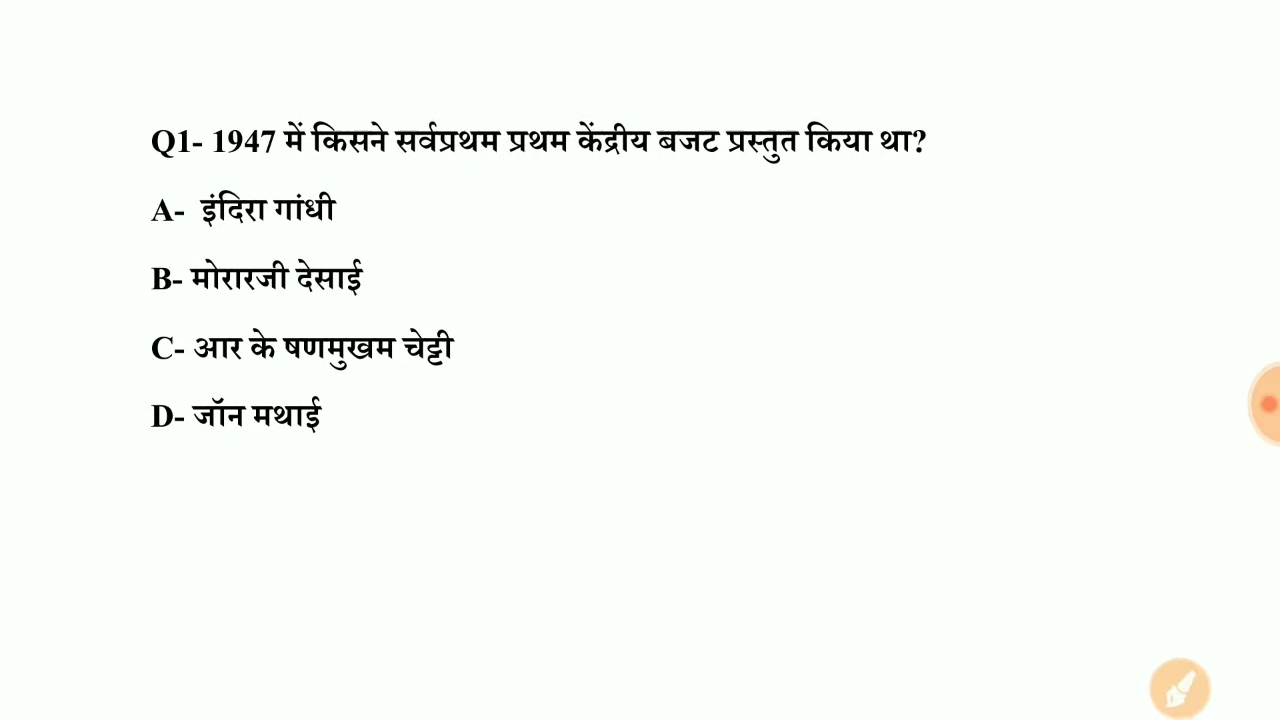 Q1- 1947 में किसने सर्वप्रथम प्रथम केंद्रीय बजट प्रस्तुत किया था?
A- इंदिरा गांधी
B- मोरारजी देसाई
C- आर के षणमुखम चेट्टी
D- जॉन मथाई